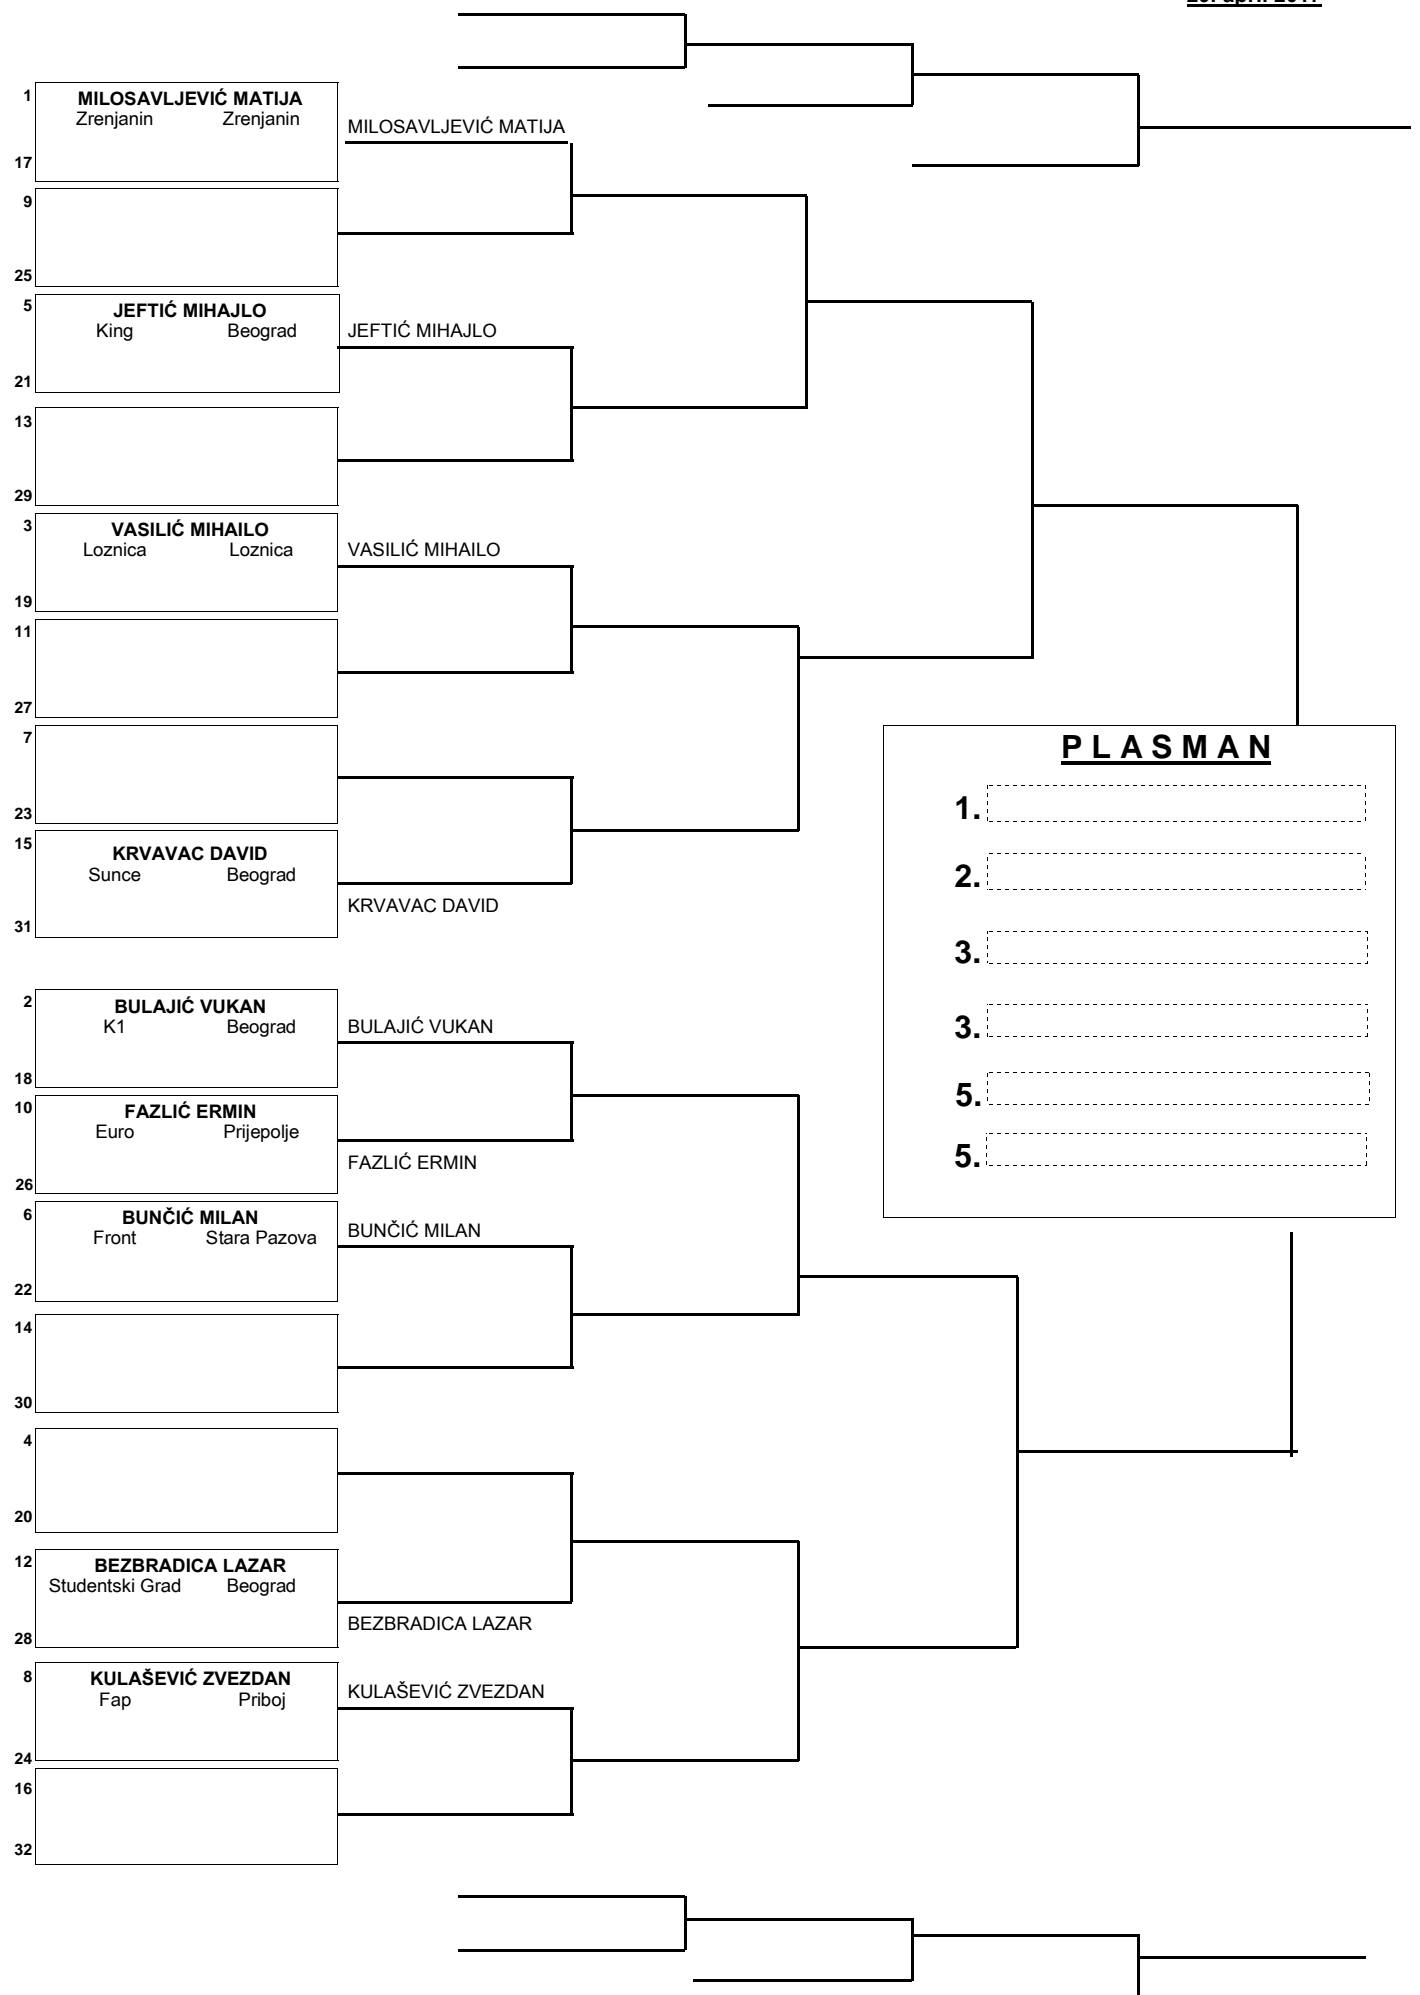 1
MILOSAVLJEVIĆ MATIJA
Zrenjanin Zrenjanin
MILOSAVLJEVIĆ MATIJA
17
9
25
5
JEFTIĆ MIHAJLO
King Beograd
JEFTIĆ MIHAJLO
21
13
29
3
VASILIĆ MIHAILO
Loznica Loznica
VASILIĆ MIHAILO
19
11
27
7
23
15
KRVAVAC DAVID
Sunce Beograd
KRVAVAC DAVID
31
PLASMAN
1.
2.
3.
3.
5.
5.
2
BULAJIĆ VUKAN
K1 Beograd
BULAJIĆ VUKAN
18
10
FAZLIĆ ERMIN
Euro Prijepolje
FAZLIĆ ERMIN
26
6
BUNČIĆ MILAN
Front Stara Pazova
BUNČIĆ MILAN
22
14
30
4
20
12
BEZBRADICA LAZAR
Studentski Grad Beograd
BEZBRADICA LAZAR
28
8
KULAŠEVIĆ ZVEZDAN
Fap Priboj
KULAŠEVIĆ ZVEZDAN
24
16
32